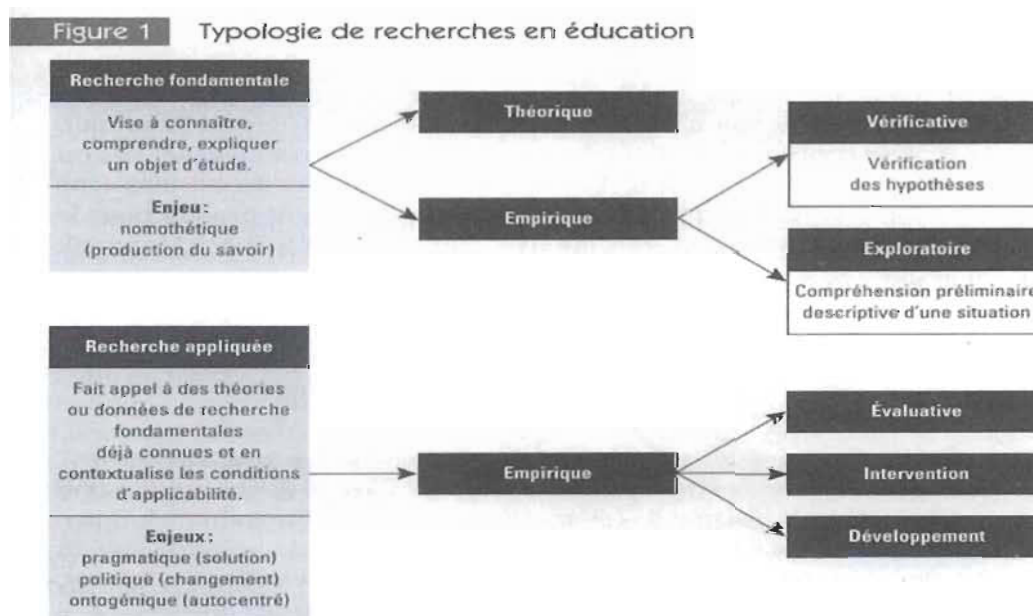 Figure 1 Typologie de recherches en éducation
Recherche fondamentale
Vise à connaître,
comprendre, expliquer
un objet d'étude.
Enjeu :
nomothétique
(production du savoir)
Théorique
Empirique
Vérificative
Vérification
des hypothèses
Exploratoire
Compréhension préliminaire
descriptive d'une situation
Recherche appliquée
Fait appel à des théories
ou données de recherche
fondamentales
déjà connues et en
contextualise les conditions
d'applicabilité.
Enjeux :
pragmatique (solution)
politique (changement)
ontogénique (autocentré)
Empirique
Évaluative
Intervention
Développement